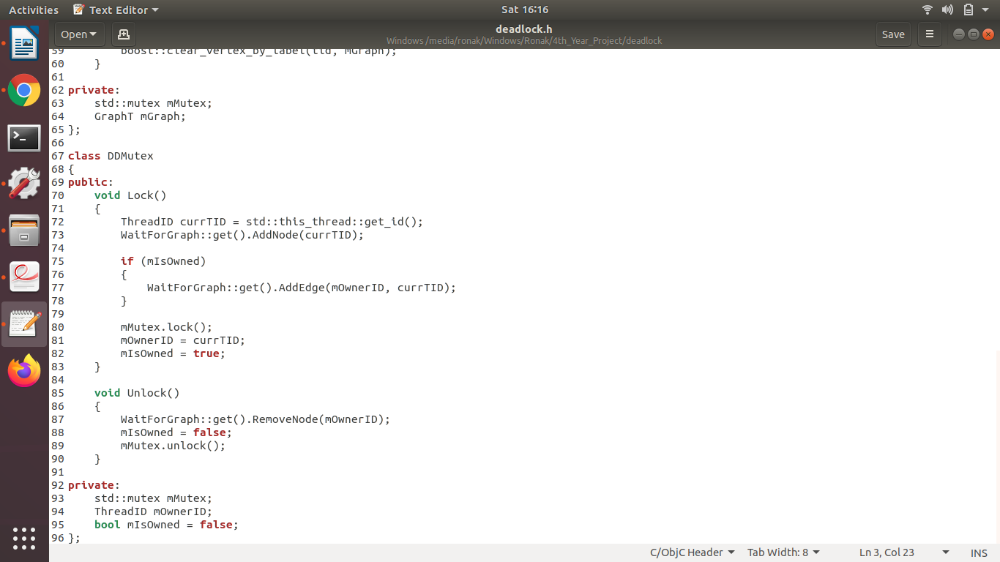 Activities Text Editor Sat 16:16
Open deadlock.h Save
Windows /media/ronak/Windows/Ronak/4th_Year_Project/deadlock
59         boost::clear_vertex_by_label(tid, mGraph);
60     }
61
62 private:
63     std::mutex mMutex;
64     GraphT mGraph;
65 };
66
67 class DDMutex
68 {
69 public:
70     void Lock()
71     {
72         ThreadID currTID = std::this_thread::get_id();
73         WaitForGraph::get().AddNode(currTID);
74
75         if (mIsOwned)
76         {
77             WaitForGraph::get().AddEdge(mOwnerID, currTID);
78         }
79
80         mMutex.lock();
81         mOwnerID = currTID;
82         mIsOwned = true;
83     }
84
85     void Unlock()
86     {
87         WaitForGraph::get().RemoveNode(mOwnerID);
88         mIsOwned = false;
89         mMutex.unlock();
90     }
91
92 private:
93     std::mutex mMutex;
94     ThreadID mOwnerID;
95     bool mIsOwned = false;
96 };
C/ObjC Header Tab Width: 8 Ln 3, Col 23 INS